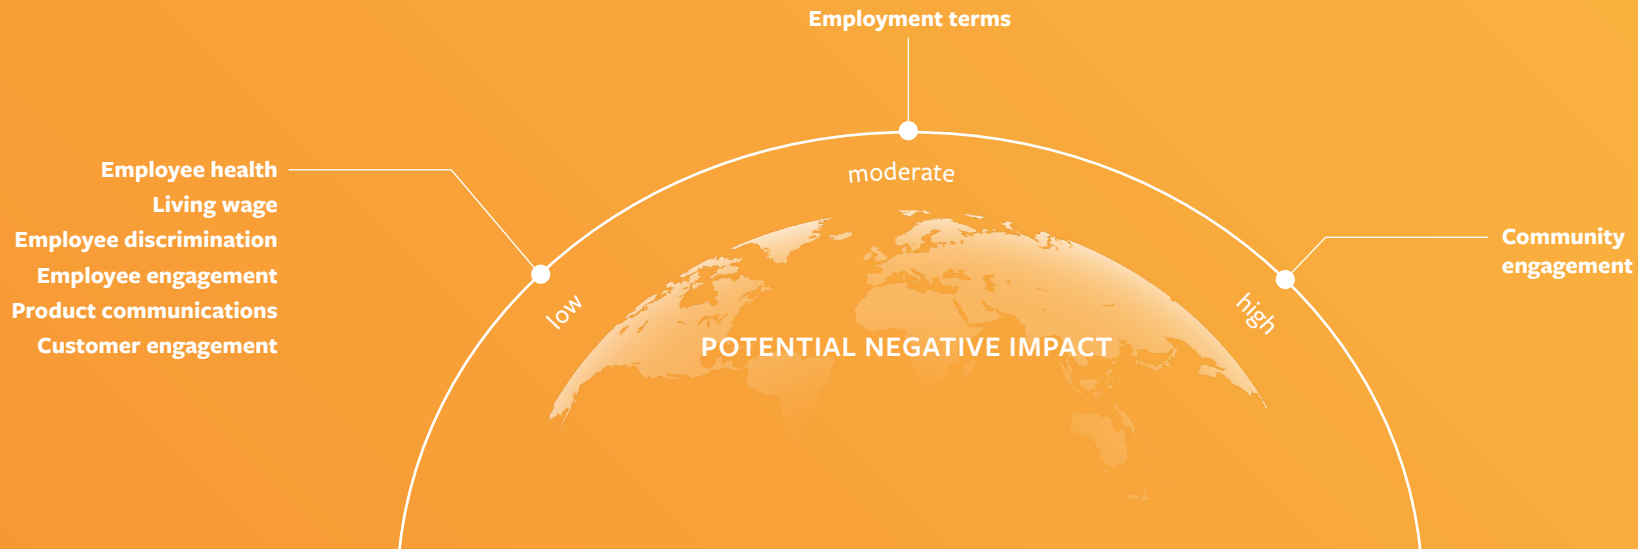 Employment terms
moderate
Employee health
Living wage
Employee discrimination
Employee engagement
Product communications
Customer engagement
low
Community
engagement
high
POTENTIAL NEGATIVE IMPACT